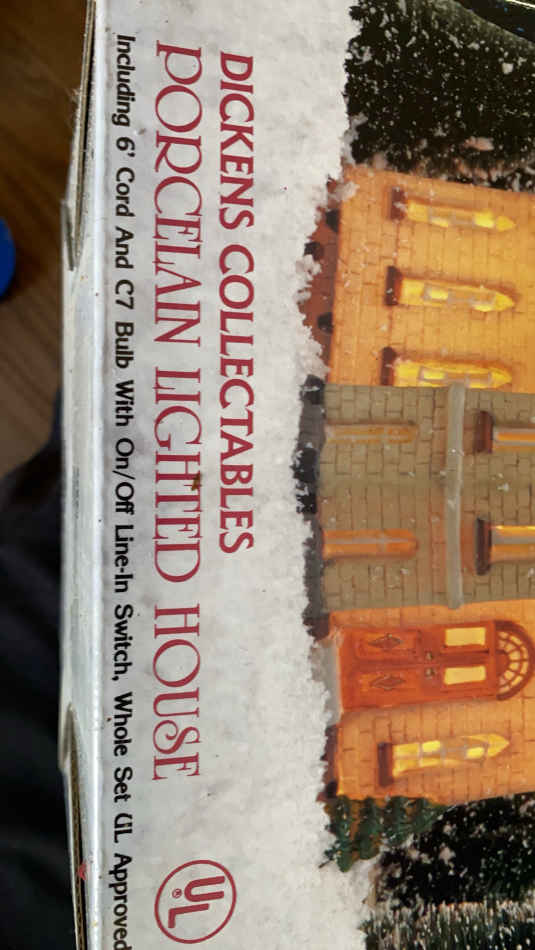 DICKENS COLLECTABLES
PORCELAIN LIGHTED HOUSE
Including 6' Cord And C7 Bulb With On/Off Line-In Switch, Whole Set UL Approved
UL®